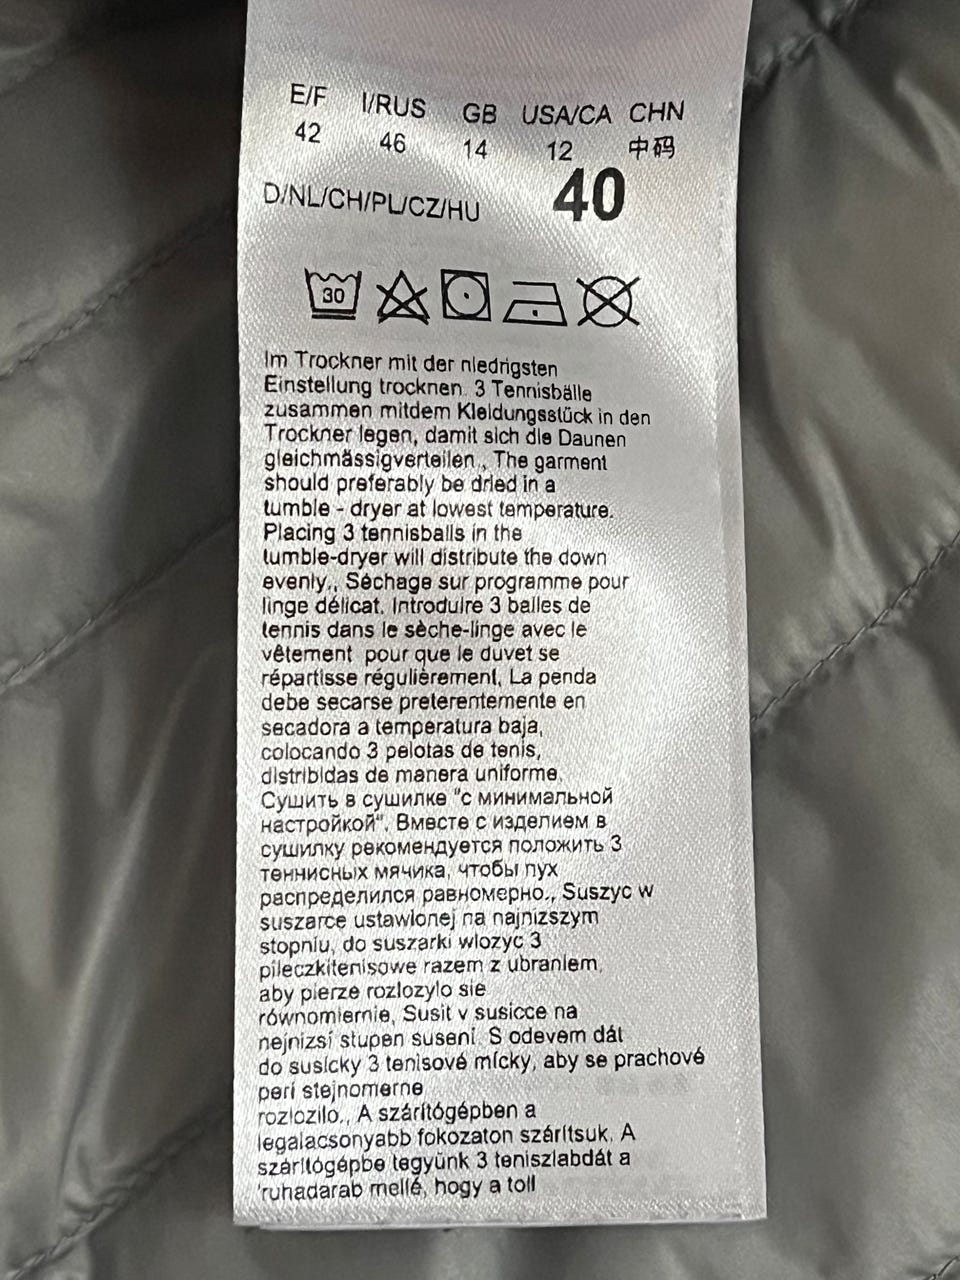 E/F I/RUS GB USA/CA CHN
42 46 14 12 中码
D/NL/CH/PL/CZ/HU 40
30
Im Trockner mit der niedrigsten
Einstellung trocknen. 3 Tennisbälle
zusammen mitdem Kleidungsstück in den
Trockner legen, damit sich die Daunen
gleichmässigverteilen., The garment
should preferably be dried in a
tumble - dryer at lowest temperature.
Placing 3 tennisballs in the
tumble-dryer will distribute the down
evenly., Séchage sur programme pour
linge délicat. Introduire 3 balles de
tennis dans le sèche-linge avec le
vêtement pour que le duvet se
répartisse régulièrement, La penda
debe secarse preterentemente en
secadora a temperatura baja,
colocando 3 pelotas de tenis,
distribidas de manera uniforme.
Сушить в сушилке "с минимальной
настройкой". Вместе с изделием в
сушилку рекомендуется положить 3
теннисных мячика, чтобы пух
распределился равномерно., Suszyc w
suszarce ustawionej na najnizszym
stopniu, do suszarki wlozyc 3
pileczkitenisowe razem z ubraniem,
aby pierze rozlozylo sie
równomiernie, Susit v susicce na
nejnizsí stupen susení. S odevem dát
do susícky 3 tenisové mícky, aby se prachové
perí stejnomerne
rozlozilo., A szárítógépben a
legalacsonyabb fokozaton szárítsuk. A
szárítógépbe tegyünk 3 teniszlabdát a
'ruhadarab mellé, hogy a toll